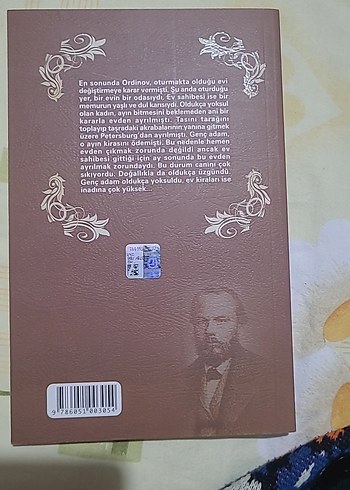 En sonunda Ordinov, oturmakta olduğu evi
değiştirmeye karar vermişti. Şu anda oturduğu
yer, bir evin bir odasıydı. Ev sahibesi ise bir
memurun yaşlı ve dul karısıydı. Oldukça yoksul
olan kadın, ayın bitmesini beklemeden ani bir
kararla evden ayrılmıştı. Tasını tarağını
toplayıp taşradaki akrabalarının yanına gitmek
üzere Petersburg'dan ayrılmıştı. Genç adam,
o ayın kirasını ödemişti. Bu nedenle hemen
evden çıkmak zorunda değildi ancak ev
sahibesi gittiği için ay sonunda bu evden
ayrılmak zorundaydı. Bu durum canını çok
sıkıyordu. Doğallıkla da oldukça üzgündü.
Genç adam oldukça yoksuldu, ev kiraları ise
inadına çok yüksek...
9 786051 003054